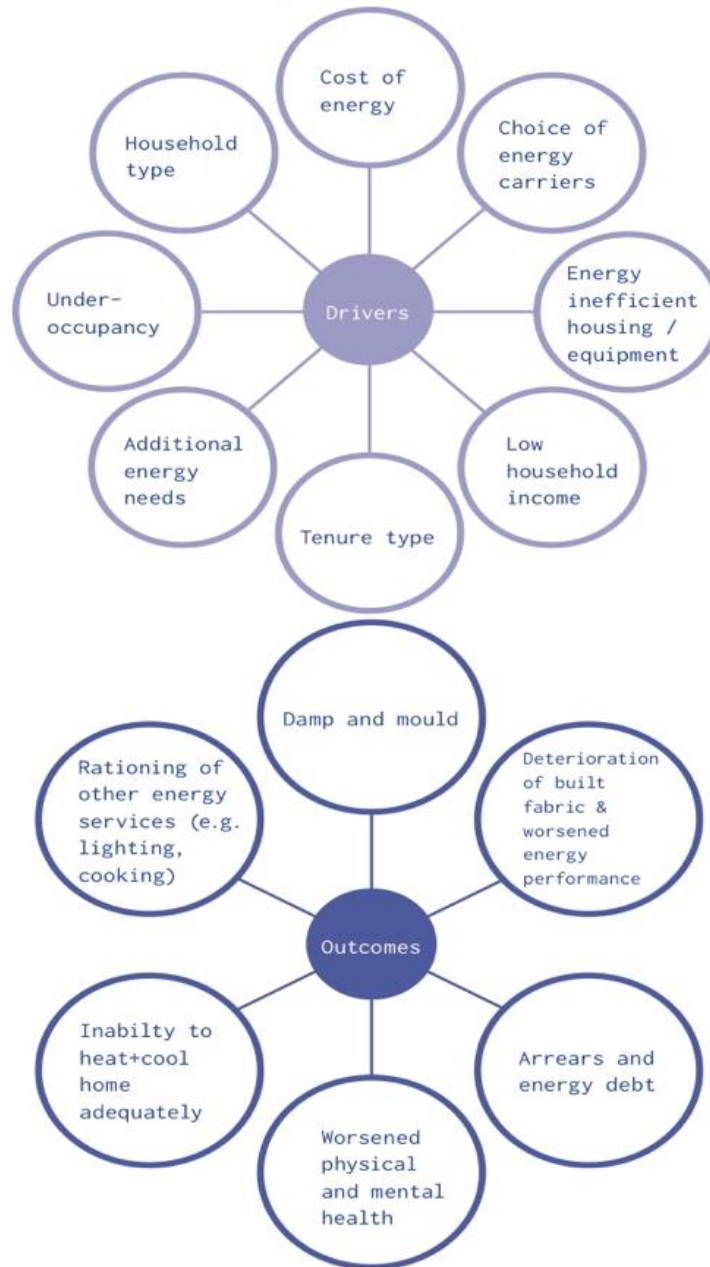 Cost of
energy
Choice of
energy
carriers
Household
type
Energy
inefficient
housing /
equipment
Under-
occupancy
Drivers
Additional
energy
needs
Low
household
income
Tenure type
Damp and mould
Rationing of
other energy
services (e.g.
lighting,
cooking)
Deterioration
of built
fabric &
worsened
energy
performance
Outcomes
Inabilty to
heat+cool
home
adequately
Arrears and
energy debt
Worsened
physical
and mental
health